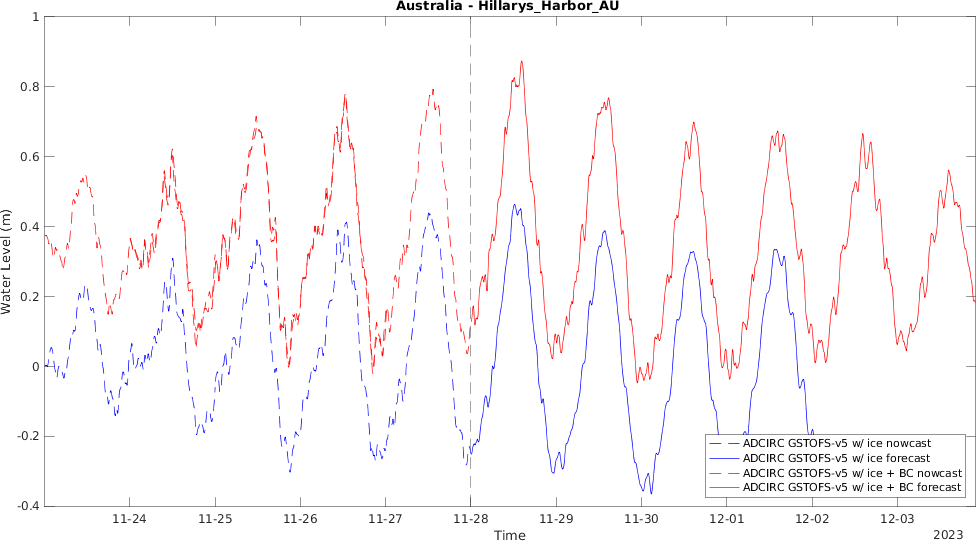 Australia - Hillarys_Harbor_AU
Water Level (m)
1
0.8
0.6
0.4
0.2
0
-0.2
-0.4
ADCIRC GSTOFS-v5 w/ ice nowcast
ADCIRC GSTOFS-v5 w/ ice forecast
ADCIRC GSTOFS-v5 w/ ice + BC nowcast
ADCIRC GSTOFS-v5 w/ ice + BC forecast
11-24 11-25 11-26 11-27 11-28 11-29 11-30 12-01 12-02 12-03
Time
2023